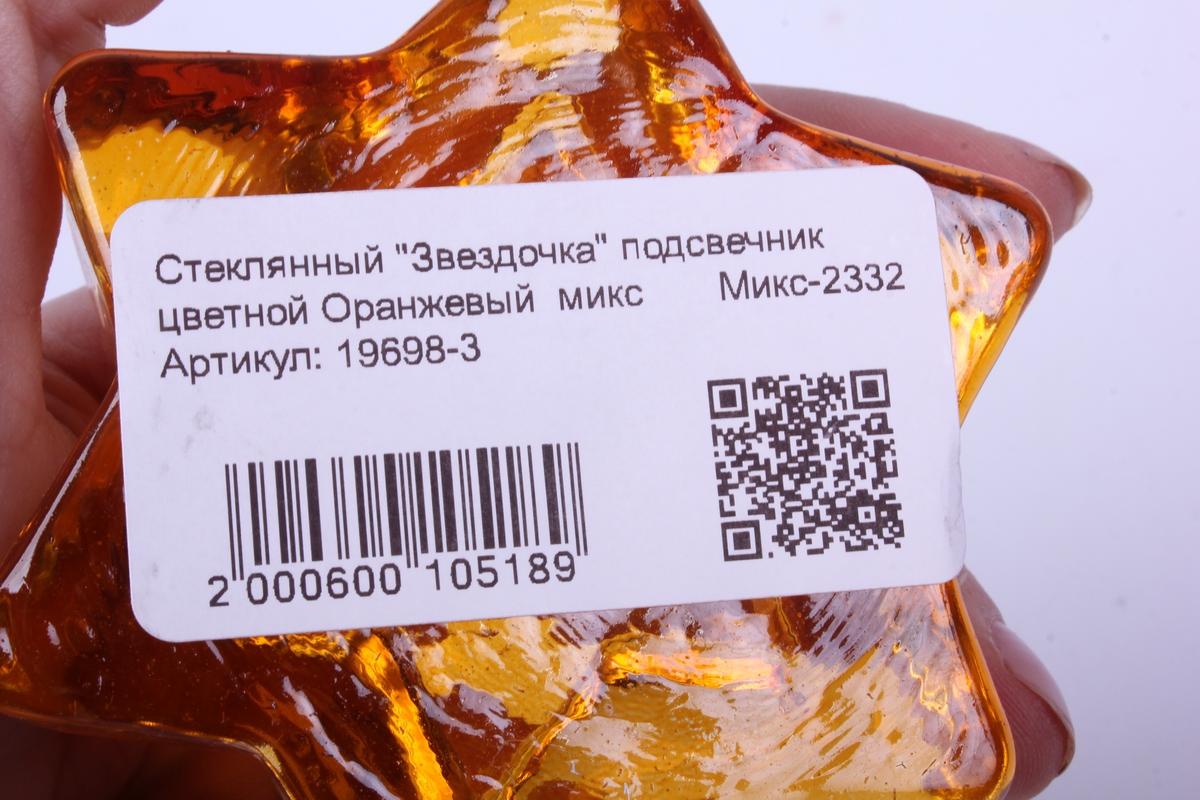 Стеклянный "Звездочка" подсвечник
цветной Оранжевый микс Микс-2332
Артикул: 19698-3
2 000600 105189